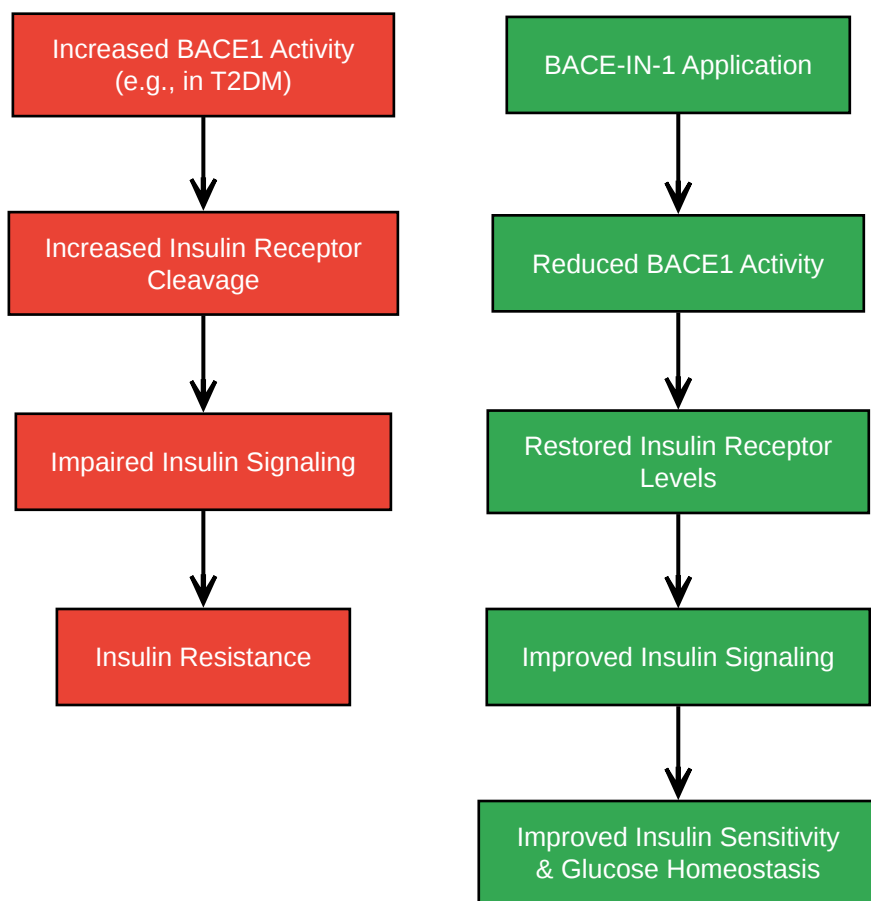 Increased BACE1 Activity
(e.g., in T2DM)
Increased Insulin Receptor
Cleavage
Impaired Insulin Signaling
Insulin Resistance
BACE-IN-1 Application
Reduced BACE1 Activity
Restored Insulin Receptor
Levels
Improved Insulin Signaling
Improved Insulin Sensitivity
& Glucose Homeostasis